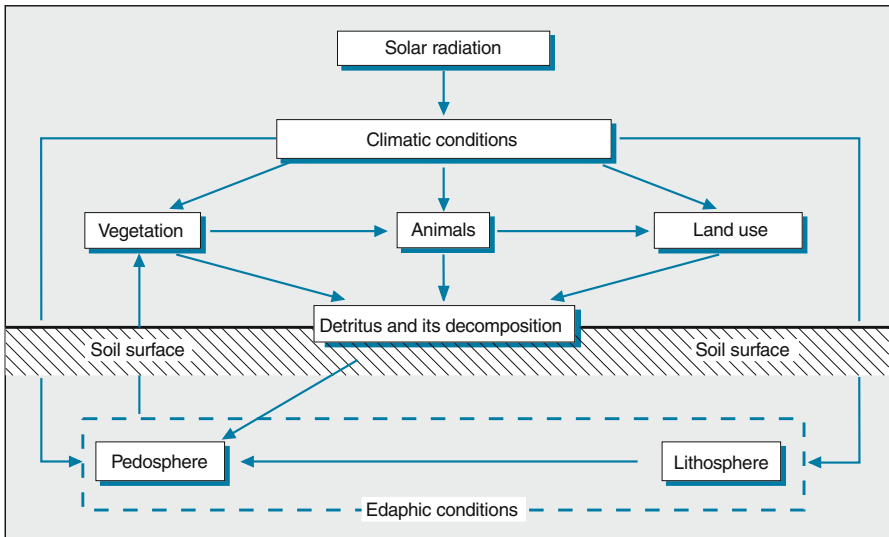 Solar radiation
Climatic conditions
Vegetation
Animals
Land use
Detritus and its decomposition
Soil surface
Soil surface
Pedosphere
Lithosphere
Edaphic conditions